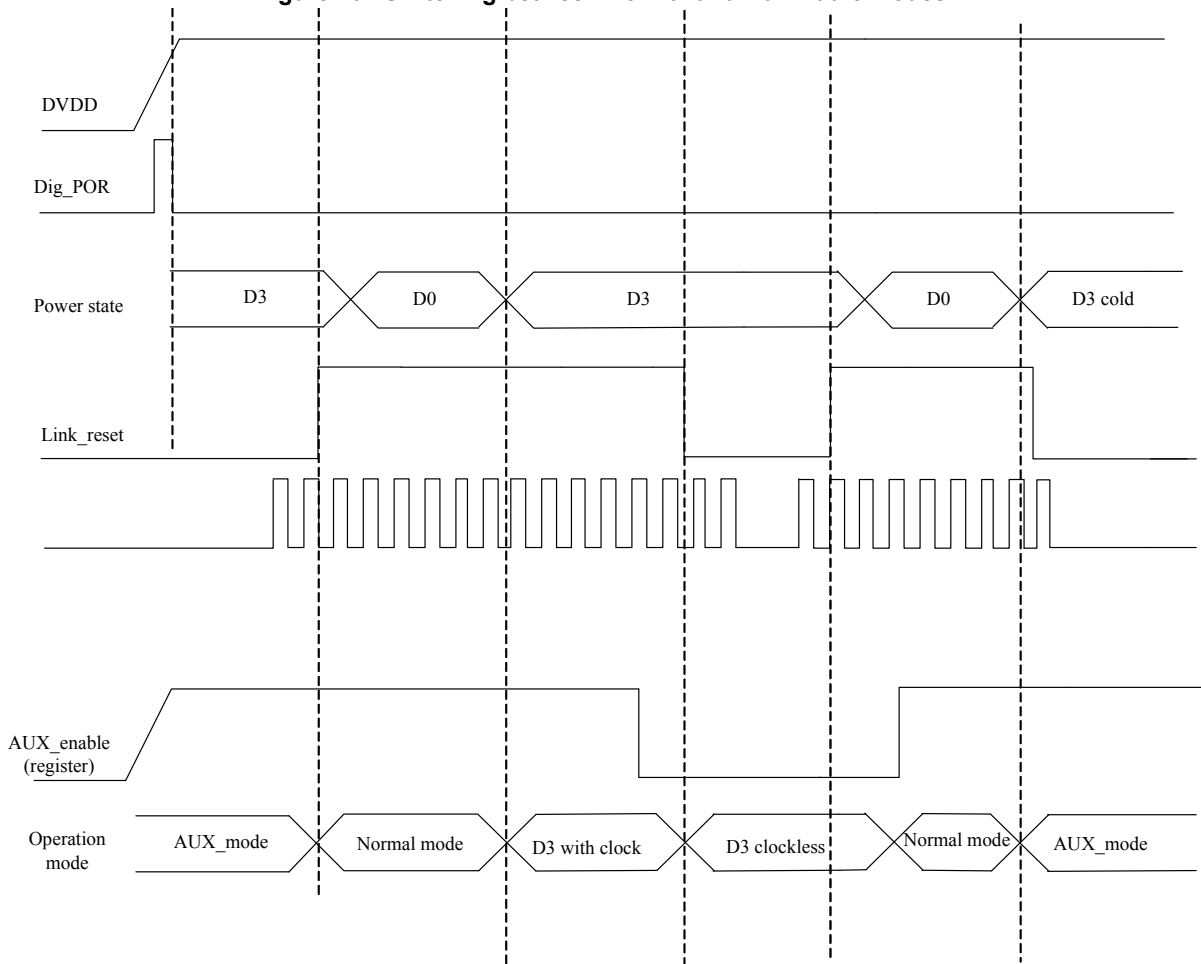 DVDD
Dig_POR
Power state
D3
D0
D3
D0
D3 cold
Link_reset
AUX_enable
(register)
Operation
mode
AUX_mode
Normal mode
D3 with clock
D3 clockless
Normal mode
AUX_mode